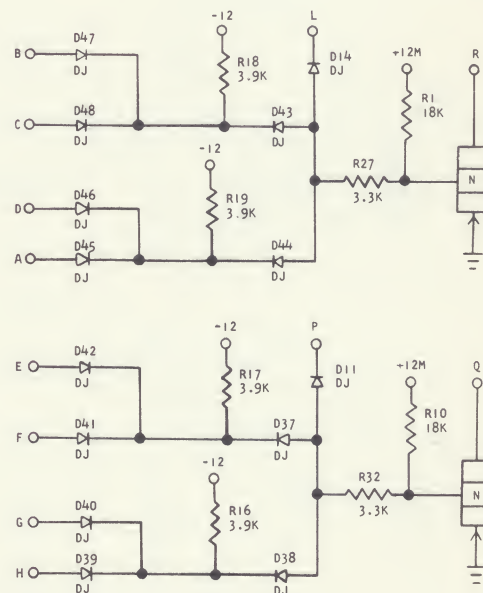 -12
L
D47
B
DJ
R18
3.9K
D14
DJ
+12M
R
D48
C
DJ
D43
DJ
R1
18K
-12
R27
3.3K
N
D46
D
DJ
R19
3.9K
D45
A
DJ
D44
DJ
-12
P
D42
E
DJ
R17
3.9K
D11
DJ
+12M
Q
D41
F
DJ
D37
DJ
R10
18K
-12
R32
3.3K
N
D40
G
DJ
R16
3.9K
D39
H
DJ
D38
DJ